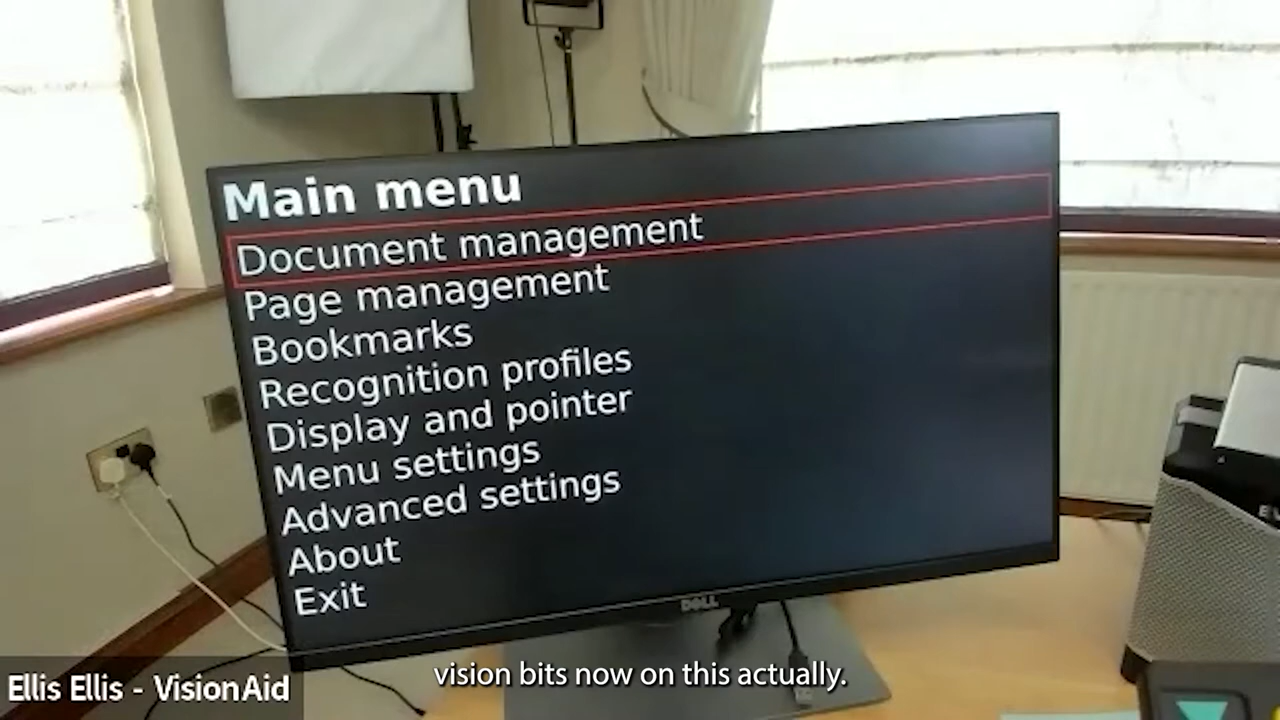 Main menu
Document management
Page management
Bookmarks
Recognition profiles
Display and pointer
Menu settings
Advanced settings
About
Exit
DELL
vision bits now on this actually.
Ellis Ellis - VisionAid